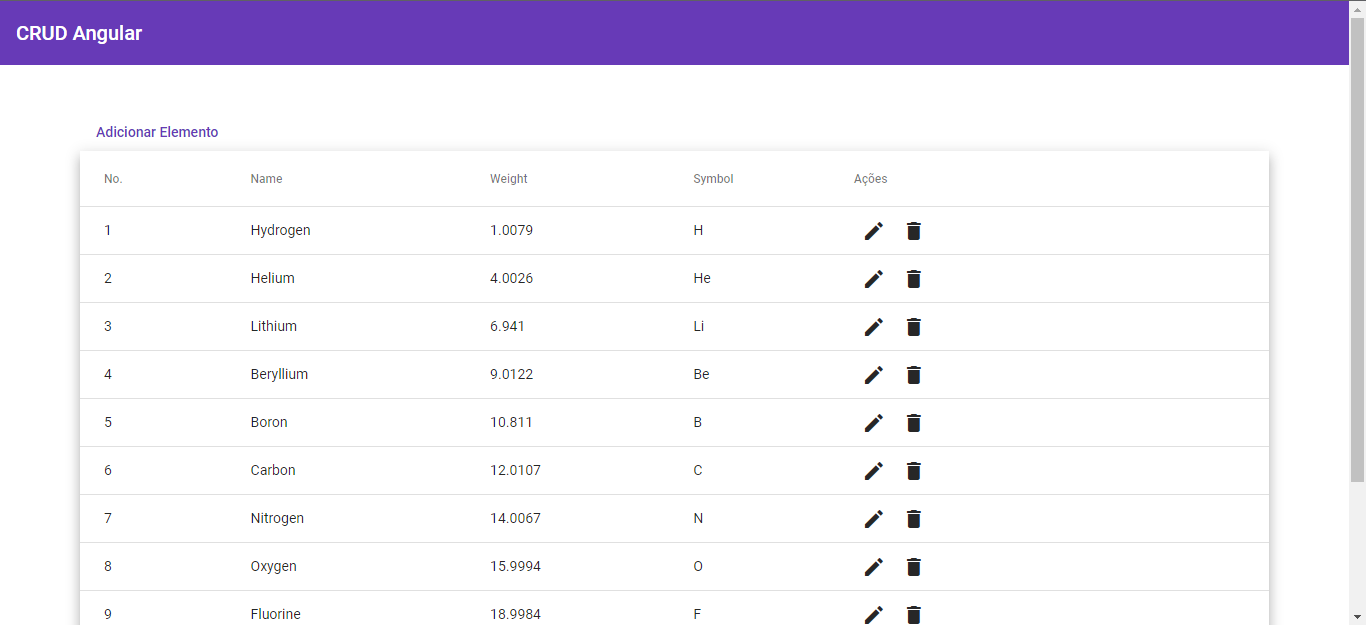 CRUD Angular
Adicionar Elemento
No. Name Weight Symbol Ações
1 Hydrogen 1.0079 H
2 Helium 4.0026 He
3 Lithium 6.941 Li
4 Beryllium 9.0122 Be
5 Boron 10.811 B
6 Carbon 12.0107 C
7 Nitrogen 14.0067 N
8 Oxygen 15.9994 O
9 Fluorine 18.9984 F